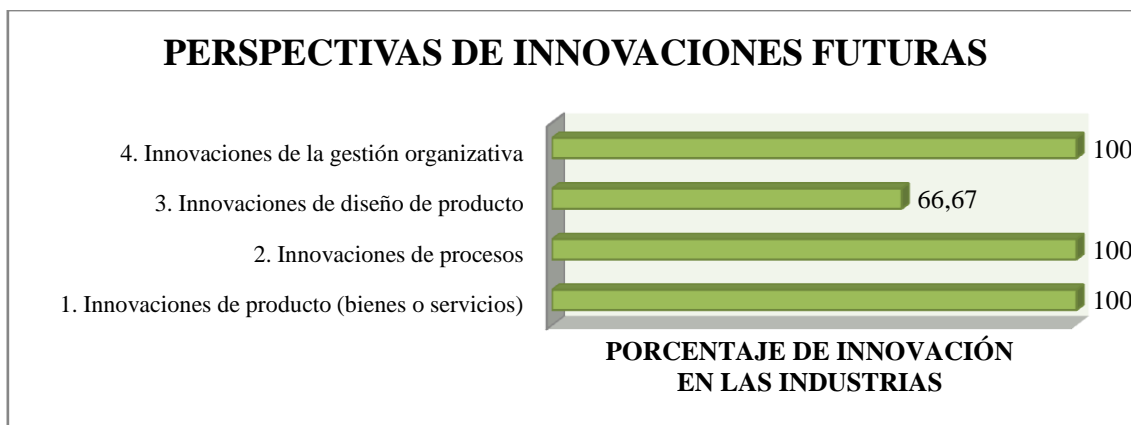 PERSPECTIVAS DE INNOVACIONES FUTURAS
4. Innovaciones de la gestión organizativa
100
3. Innovaciones de diseño de producto
66,67
2. Innovaciones de procesos
100
1. Innovaciones de producto (bienes o servicios)
100
PORCENTAJE DE INNOVACIÓN
EN LAS INDUSTRIAS